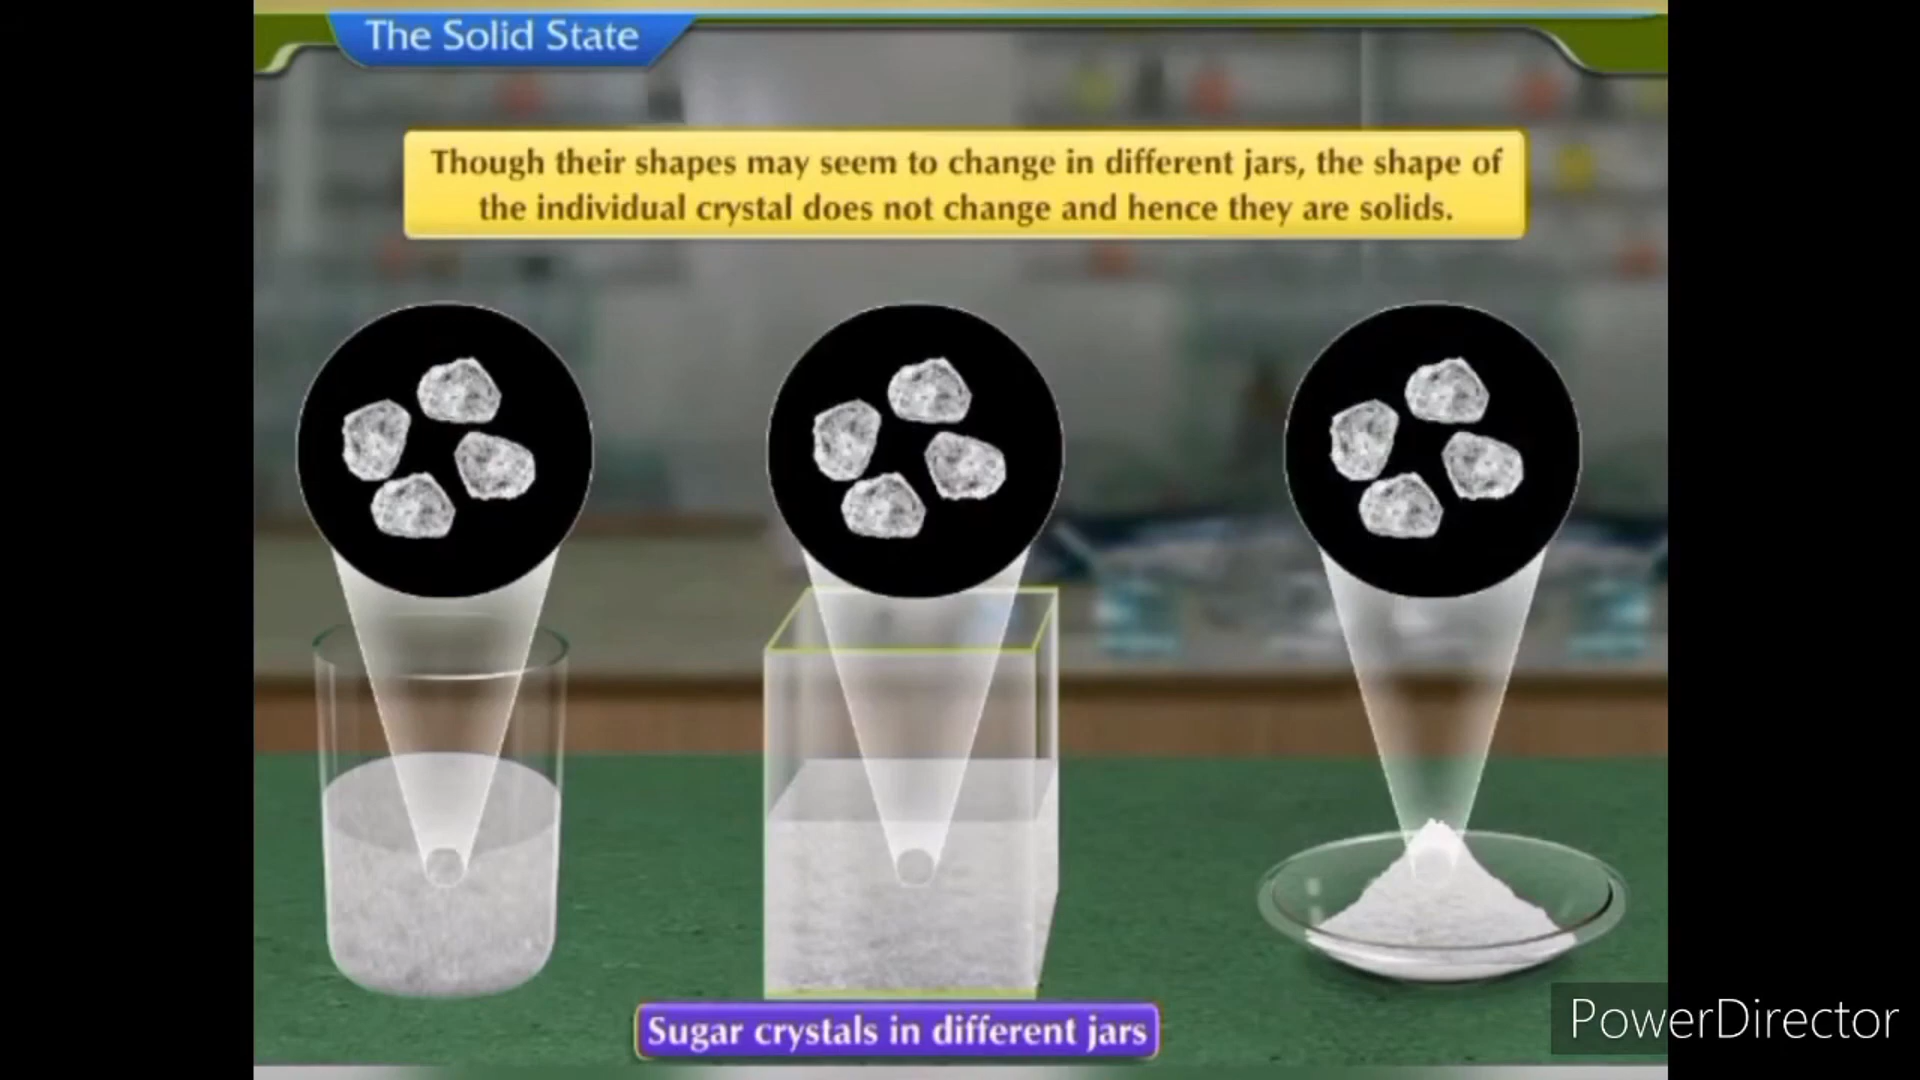 The Solid State
Though their shapes may seem to change in different jars, the shape of
the individual crystal does not change and hence they are solids.
Sugar crystals in different jars
PowerDirector